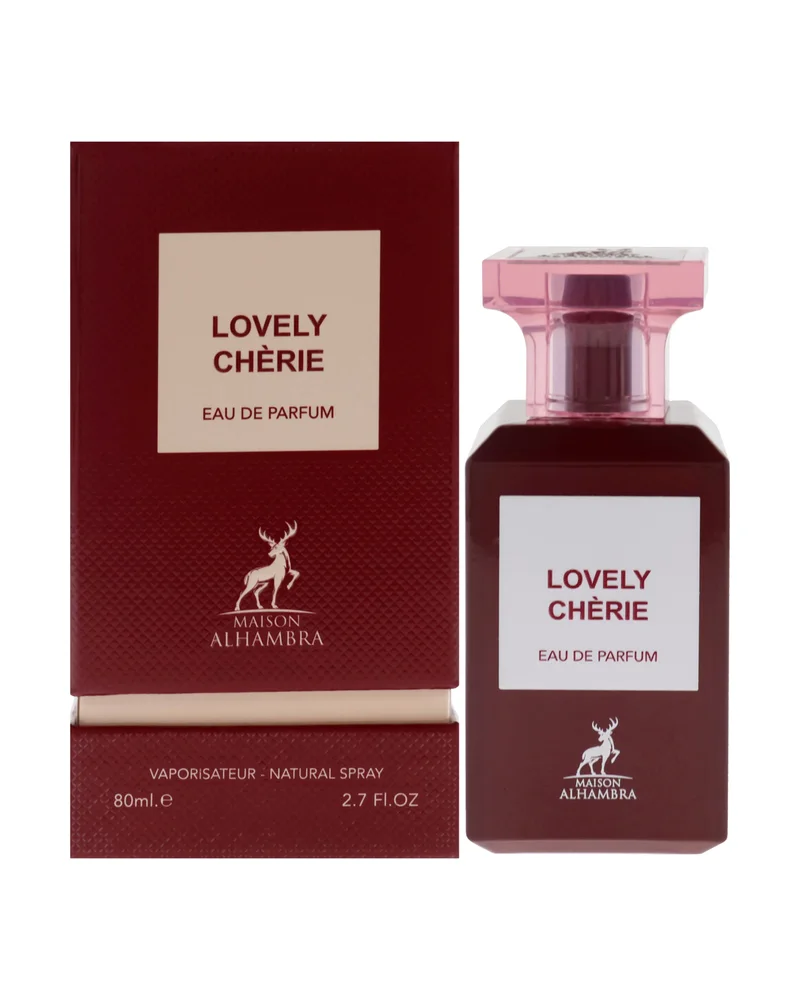 LOVELY
CHÈRIE
EAU DE PARFUM
MAISON
ALHAMBRA
VAPORISATEUR - NATURAL SPRAY
80ml.℮ 2.7 Fl.OZ
LOVELY
CHÈRIE
EAU DE PARFUM
MAISON
ALHAMBRA